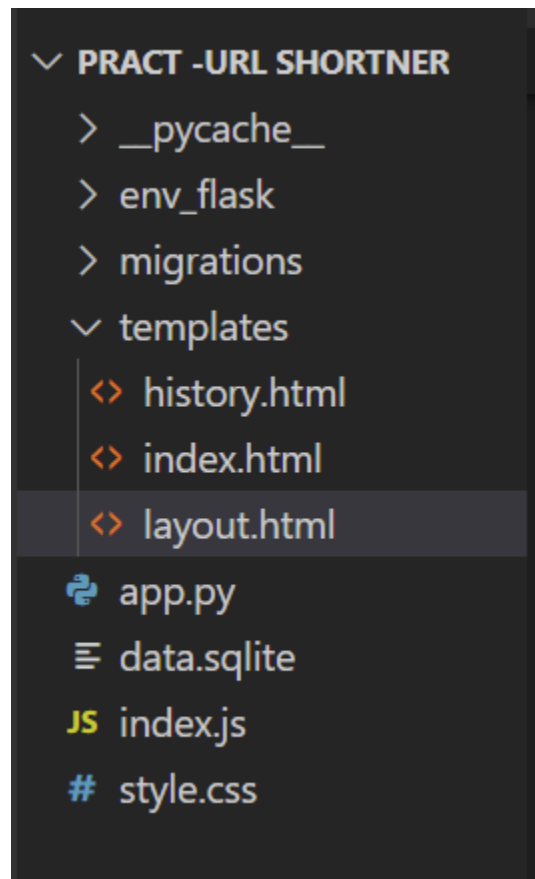 PRACT -URL SHORTNER
__pycache__
env_flask
migrations
templates
<> history.html
<> index.html
<> layout.html
app.py
data.sqlite
JS index.js
# style.css